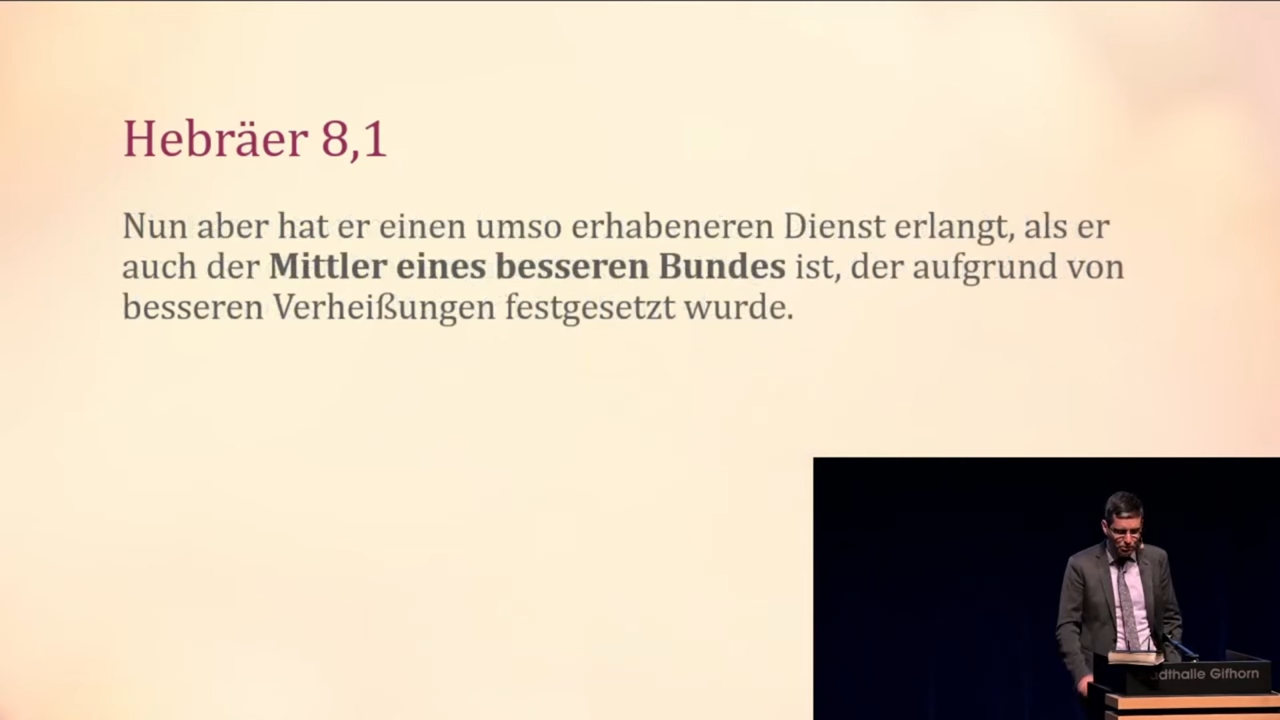 Hebräer 8,1
Nun aber hat er einen umso erhabeneren Dienst erlangt, als er
auch der Mittler eines besseren Bundes ist, der aufgrund von
besseren Verheißungen festgesetzt wurde.
adthalle Gifhorn